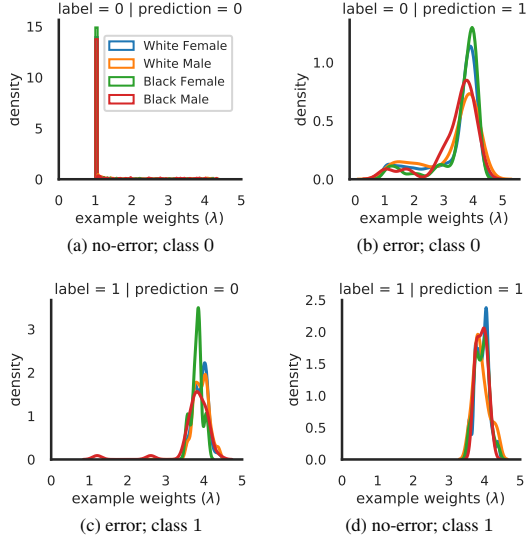 label = 0 | prediction = 0
15
10
5
0
density
White Female
White Male
Black Female
Black Male
0 1 2 3 4 5
example weights (λ)
(a) no-error; class 0
label = 0 | prediction = 1
1.0
0.5
0.0
density
0 1 2 3 4 5
example weights (λ)
(b) error; class 0
label = 1 | prediction = 0
3
2
1
0
density
0 1 2 3 4 5
example weights (λ)
(c) error; class 1
label = 1 | prediction = 1
2.5
2.0
1.5
1.0
0.5
0.0
density
0 1 2 3 4 5
example weights (λ)
(d) no-error; class 1